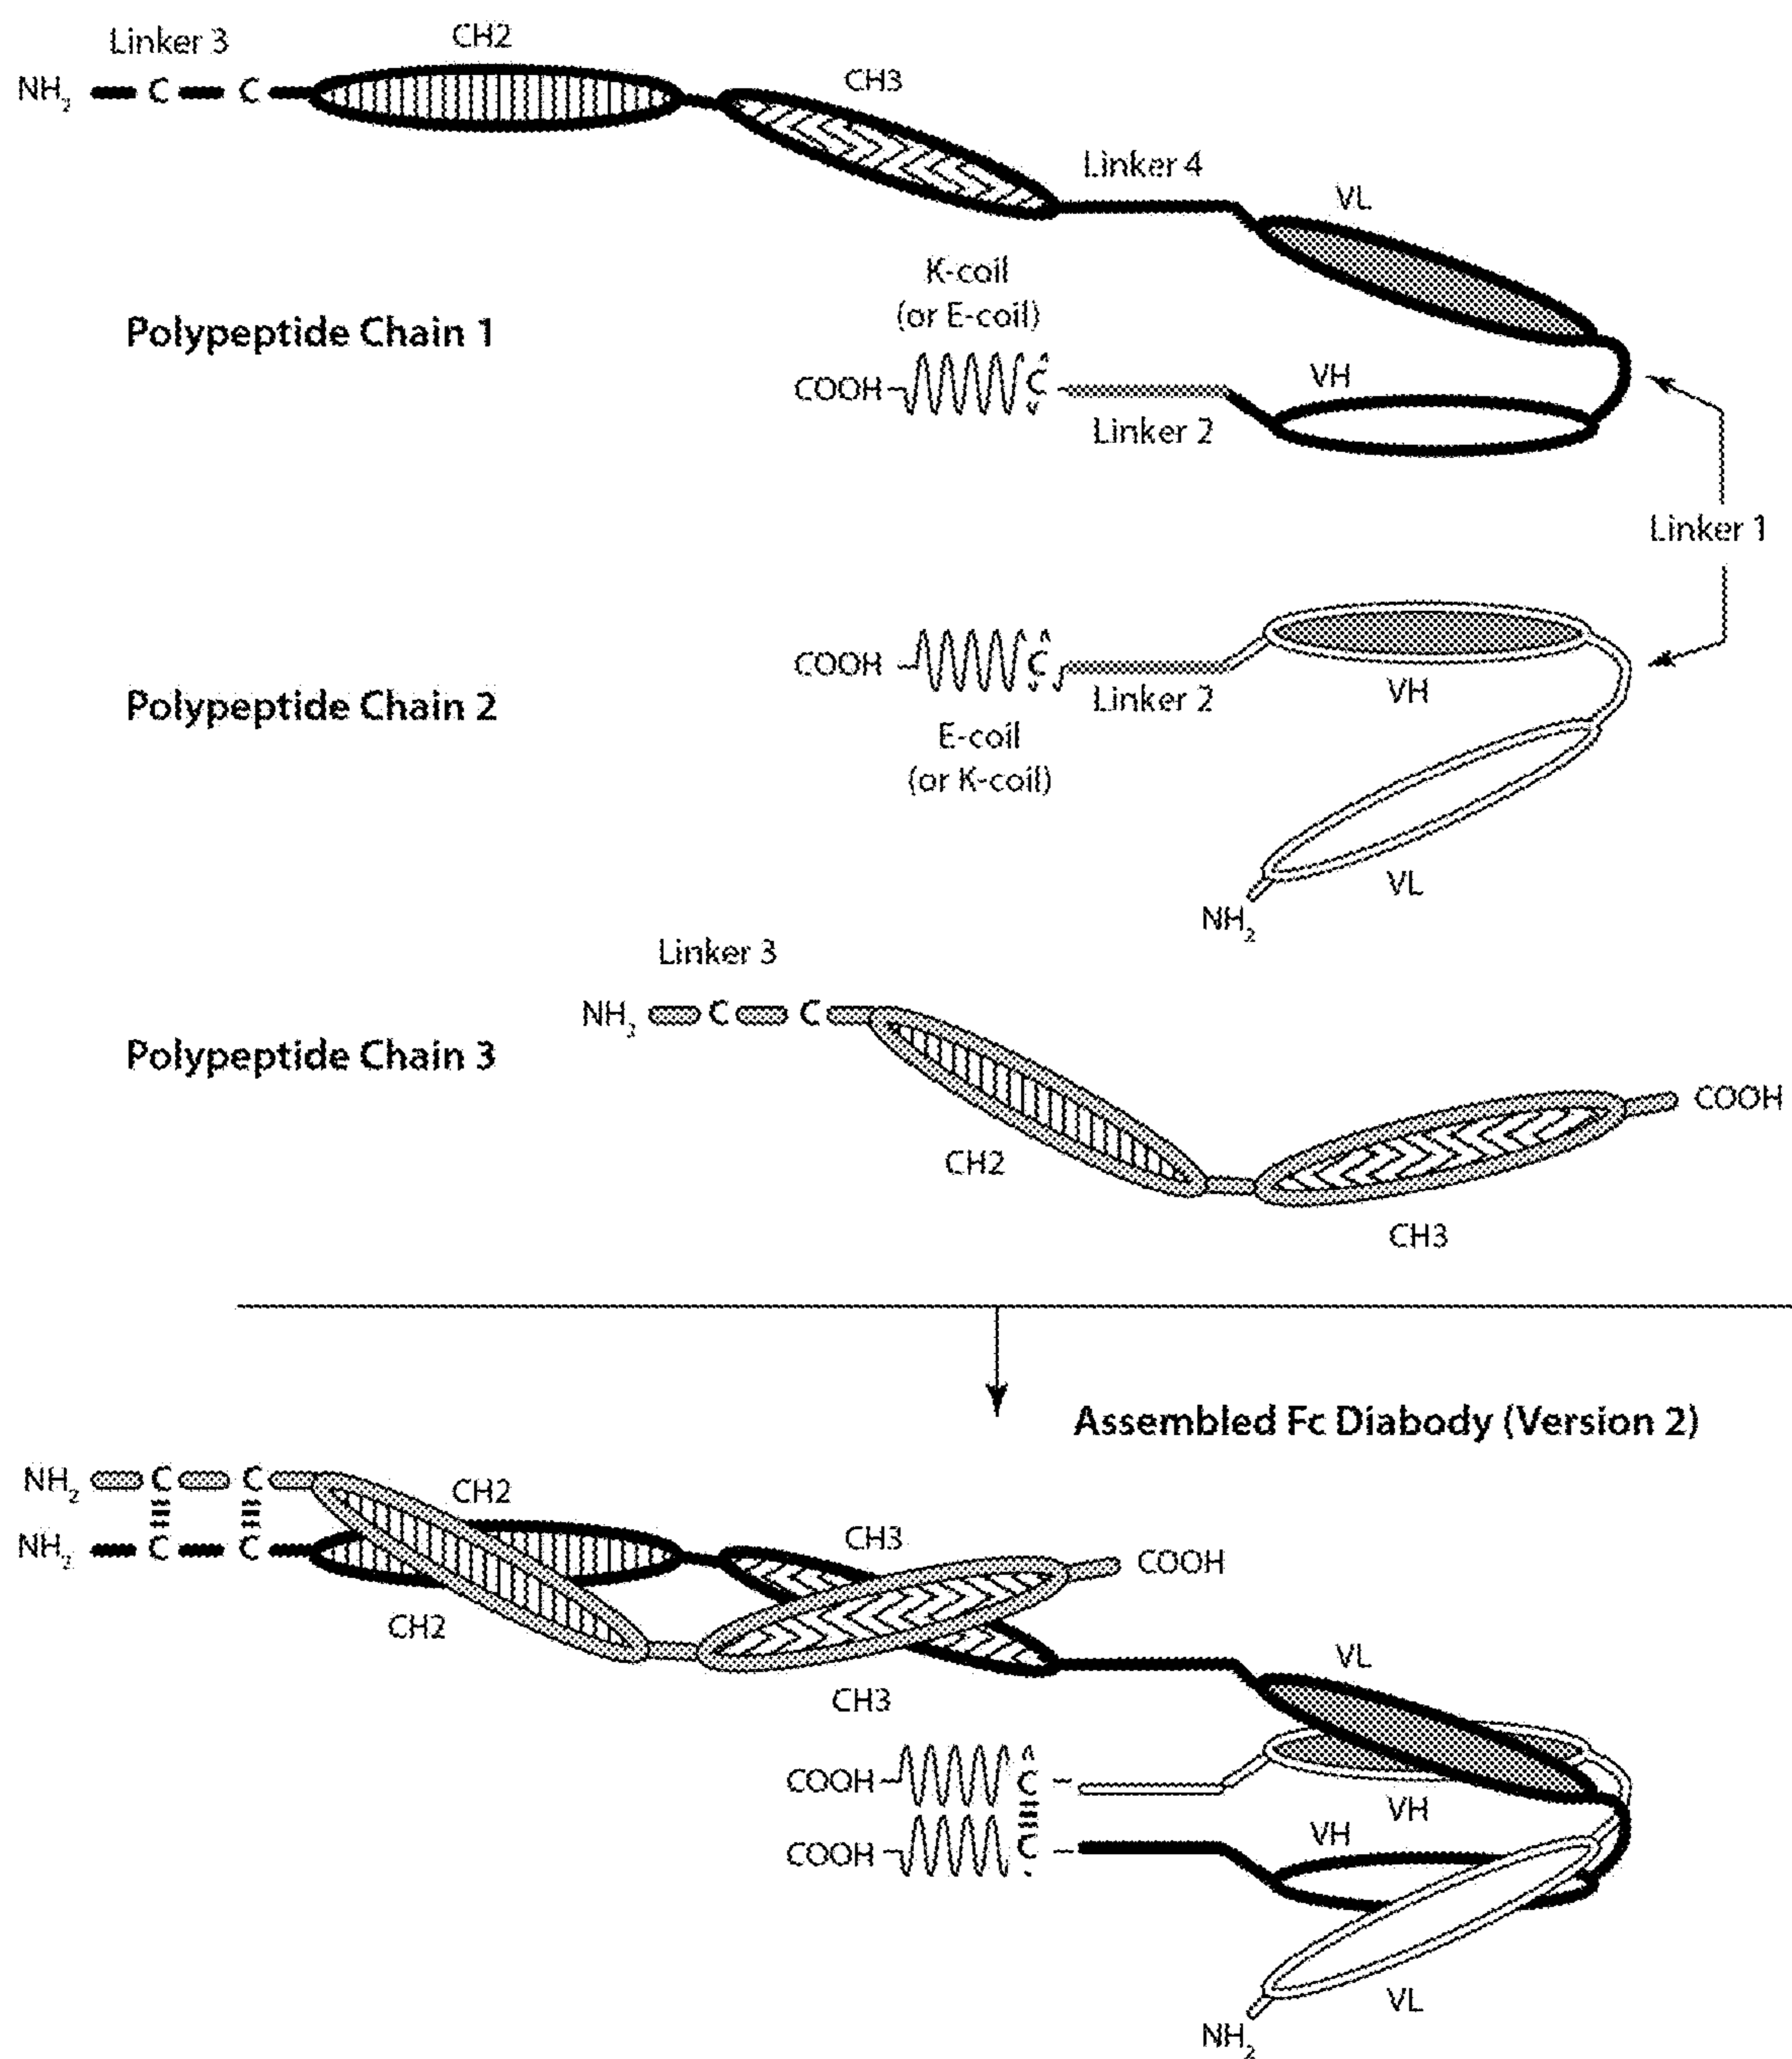 Linker 3
CH2
NH2 C C
CH3
Linker 4
VL
K-coil
(or E-coil)
Polypeptide Chain 1
COOH C
VH
Linker 2
Linker 1
COOH C
Linker 2
VH
Polypeptide Chain 2
E-coil
(or K-coil)
VL
NH2
Linker 3
NH2 C C
Polypeptide Chain 3
COOH
CH2
CH3
Assembled Fc Diabody (Version 2)
NH2 C C
CH2
CH3
NH2 C C
COOH
CH2
VL
CH3
COOH C
VH
VH
COOH C
VL
NH2